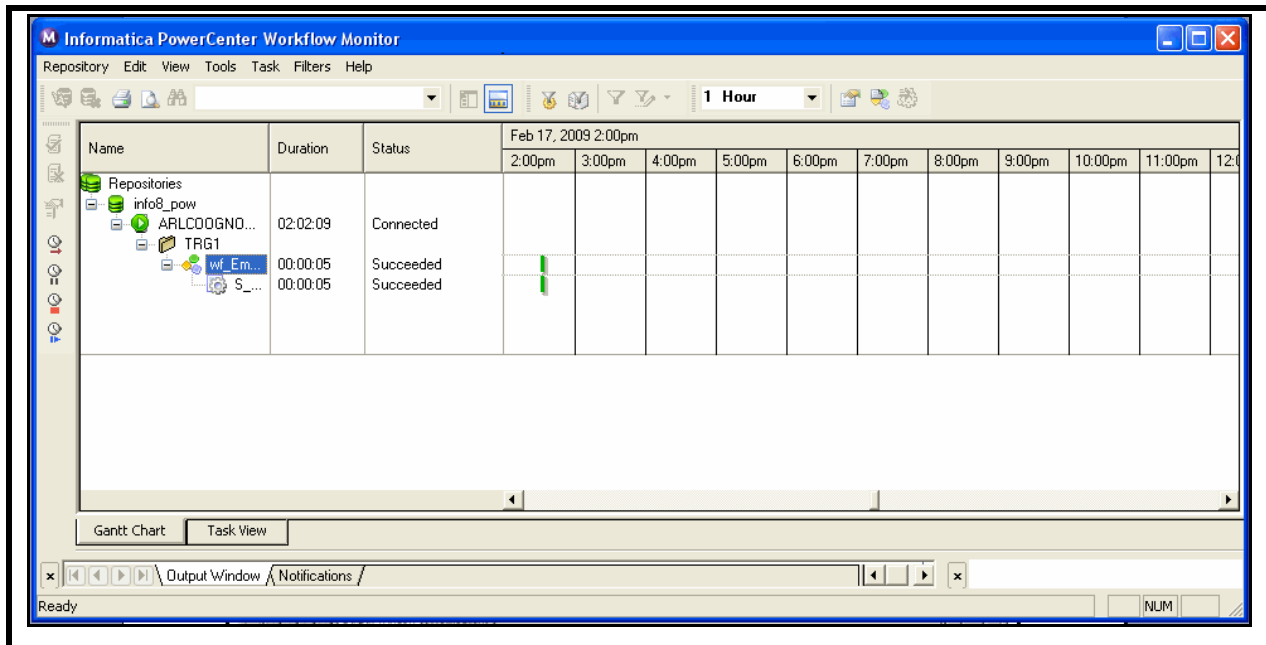 Informatica PowerCenter Workflow Monitor
Repository Edit View Tools Task Filters Help
1 Hour
Name Duration Status Feb 17, 2009 2:00pm
2:00pm 3:00pm 4:00pm 5:00pm 6:00pm 7:00pm 8:00pm 9:00pm 10:00pm 11:00pm
Repositories
info8_pow
ARLCOOGNO... 02:02:09 Connected
TRG1
wf_Em... 00:00:05 Succeeded
S_... 00:00:05 Succeeded
Gantt Chart Task View
Output Window Notifications
Ready NUM